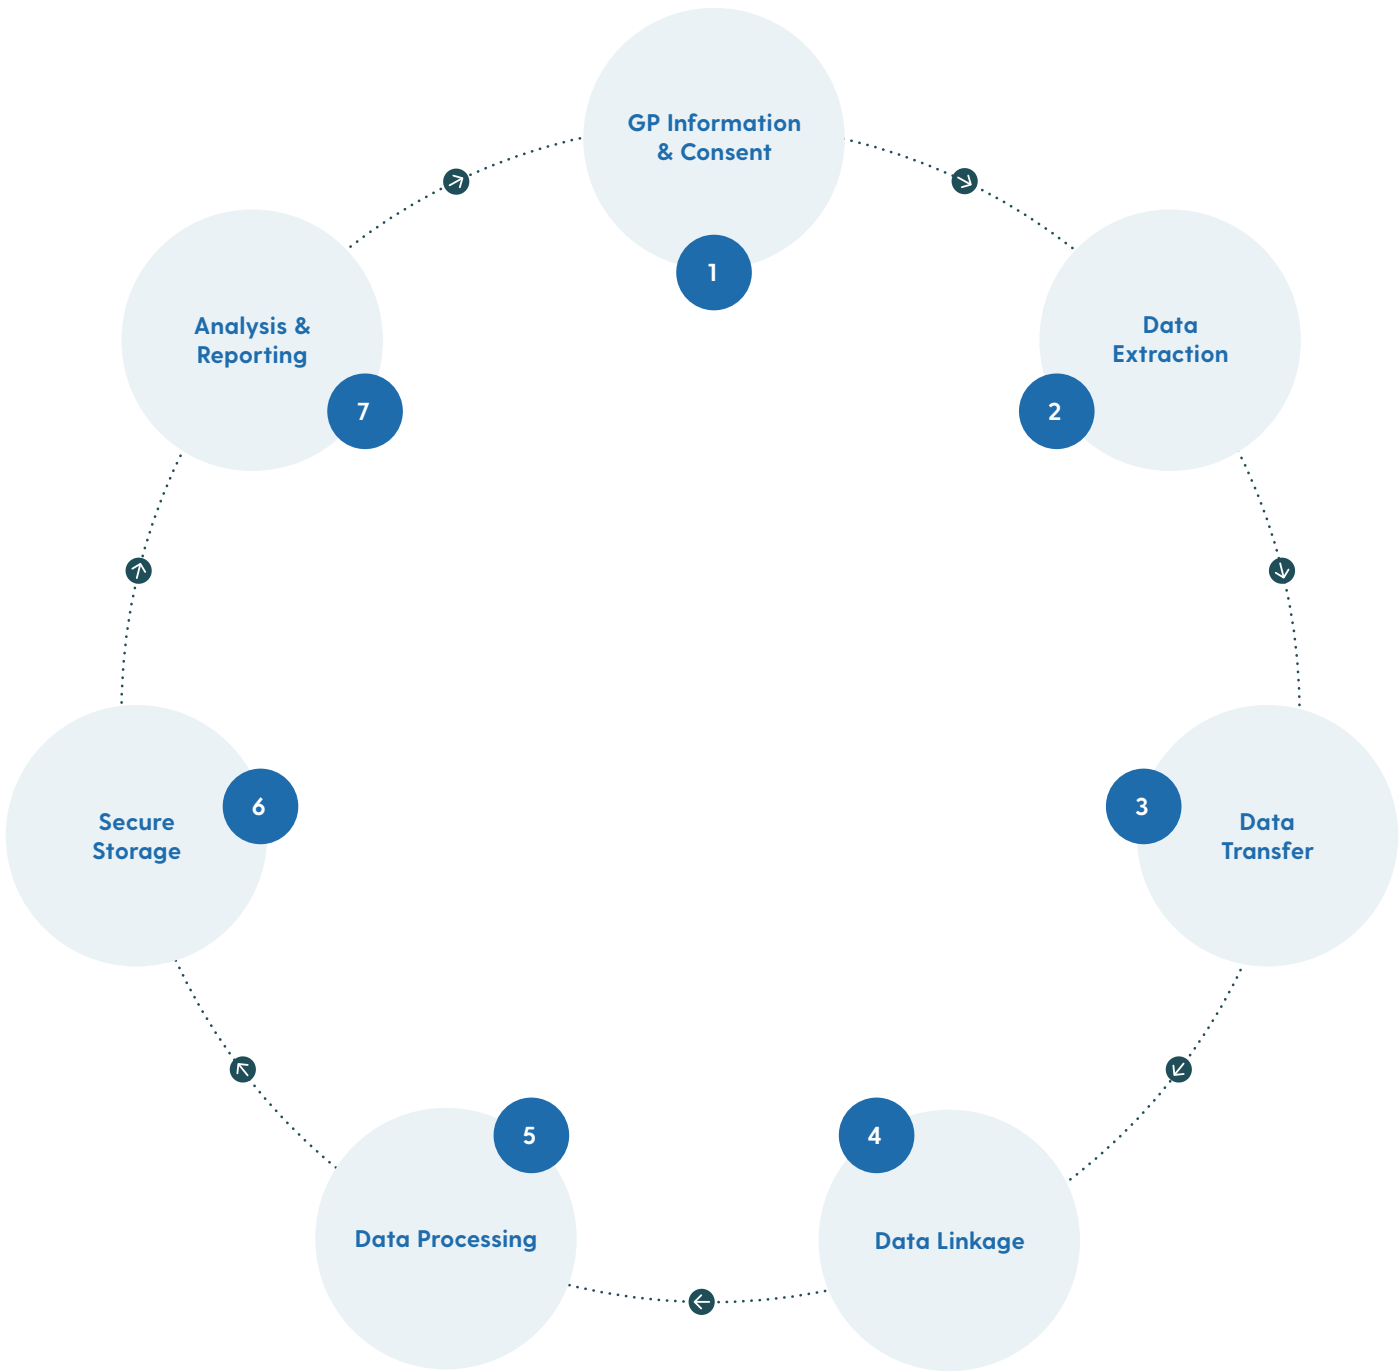 GP Information
& Consent
1
Data
Extraction
2
Data
Transfer
3
Data Linkage
4
Data Processing
5
Secure
Storage
6
Analysis &
Reporting
7